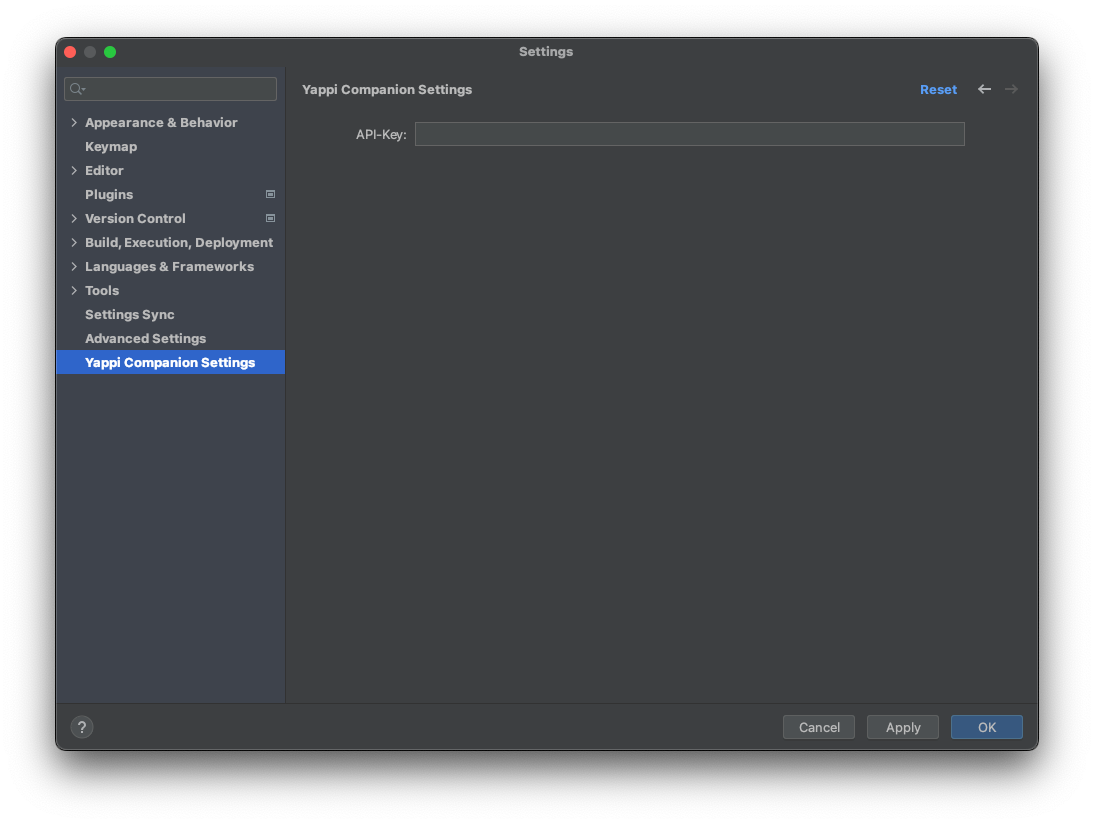 Settings
Appearance & Behavior
Keymap
Editor
Plugins
Version Control
Build, Execution, Deployment
Languages & Frameworks
Tools
Settings Sync
Advanced Settings
Yappi Companion Settings
Yappi Companion Settings
Reset
API-Key:
?
Cancel
Apply
OK